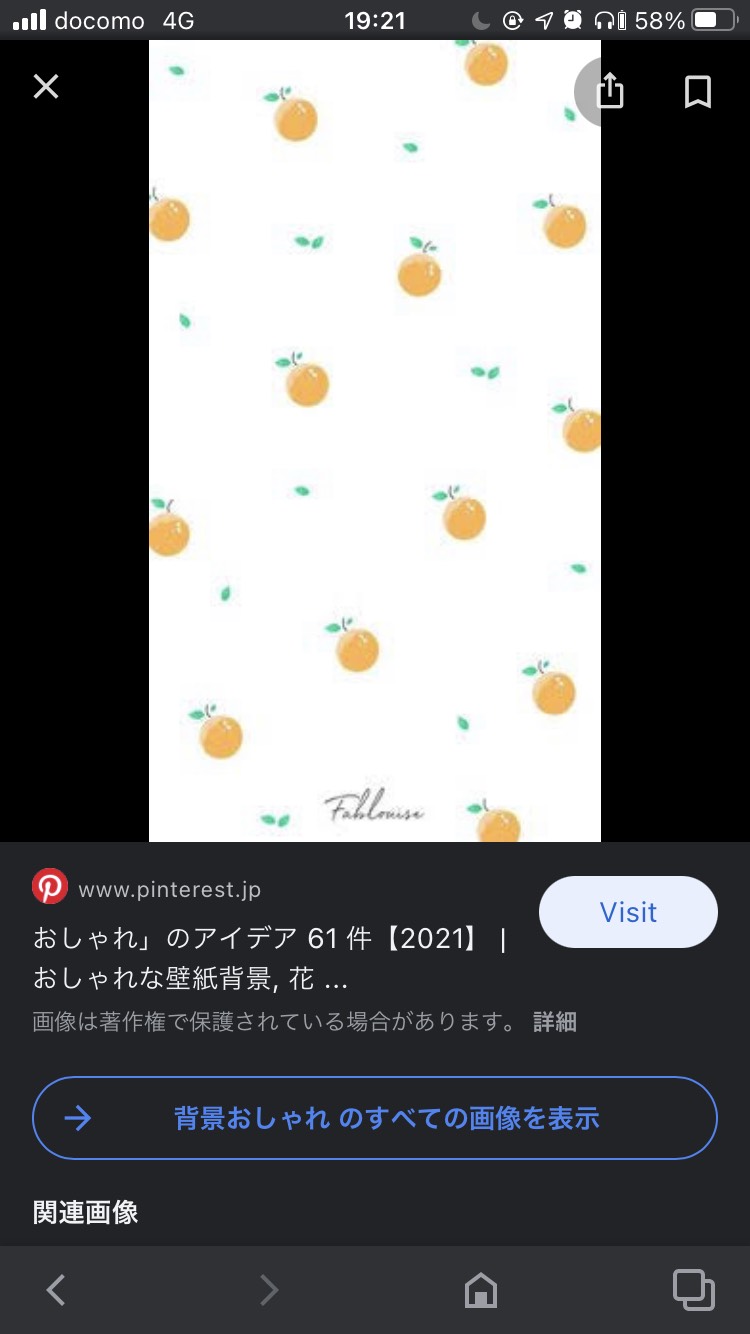 docomo 4G 19:21 58%
Fablouise
www.pinterest.jp
Visit
おしゃれ」のアイデア 61 件【2021】 |
おしゃれな壁紙背景, 花 ...
画像は著作権で保護されている場合があります。 詳細
背景おしゃれ のすべての画像を表示
関連画像